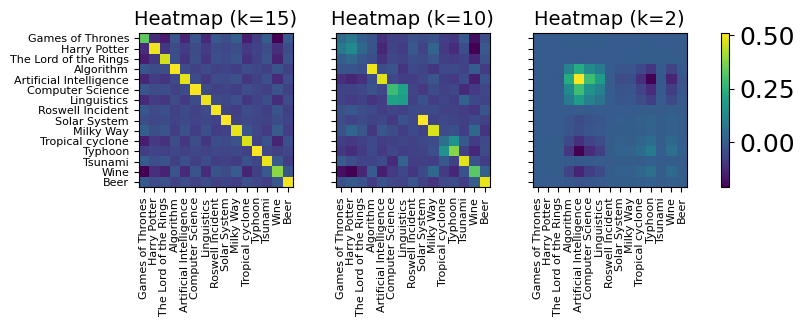 Heatmap (k=15)
Heatmap (k=10)
Heatmap (k=2)
Games of Thrones
Harry Potter
The Lord of the Rings
Algorithm
Artificial Intelligence
Computer Science
Linguistics
Roswell Incident
Solar System
Milky Way
Tropical cyclone
Typhoon
Tsunami
Wine
Beer
Games of Thrones
Harry Potter
The Lord of the Rings
Algorithm
Artificial Intelligence
Computer Science
Linguistics
Roswell Incident
Solar System
Milky Way
Tropical cyclone
Typhoon
Tsunami
Wine
Beer
Games of Thrones
Harry Potter
The Lord of the Rings
Algorithm
Artificial Intelligence
Computer Science
Linguistics
Roswell Incident
Solar System
Milky Way
Tropical cyclone
Typhoon
Tsunami
Wine
Beer
Games of Thrones
Harry Potter
The Lord of the Rings
Algorithm
Artificial Intelligence
Computer Science
Linguistics
Roswell Incident
Solar System
Milky Way
Tropical cyclone
Typhoon
Tsunami
Wine
Beer
0.50
0.25
0.00